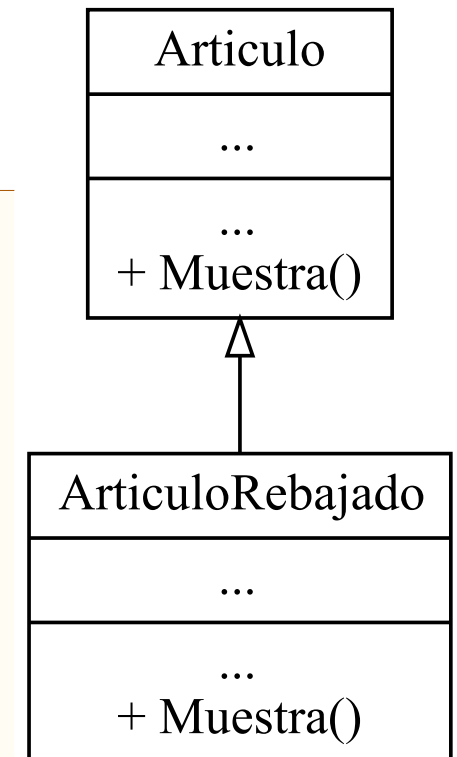 Articulo
...
...
+ Muestra()
ArticuloRebajado
...
...
+ Muestra()